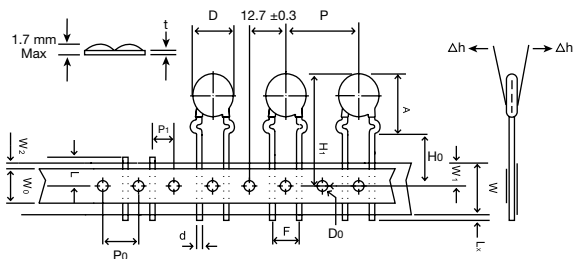 t
1.7 mm
Max
D
12.7 ±0.3
P
Δh
Δh
P1
H1
A
H0
W2
L
W0
W1
W
P0
d
F
D0
Lx